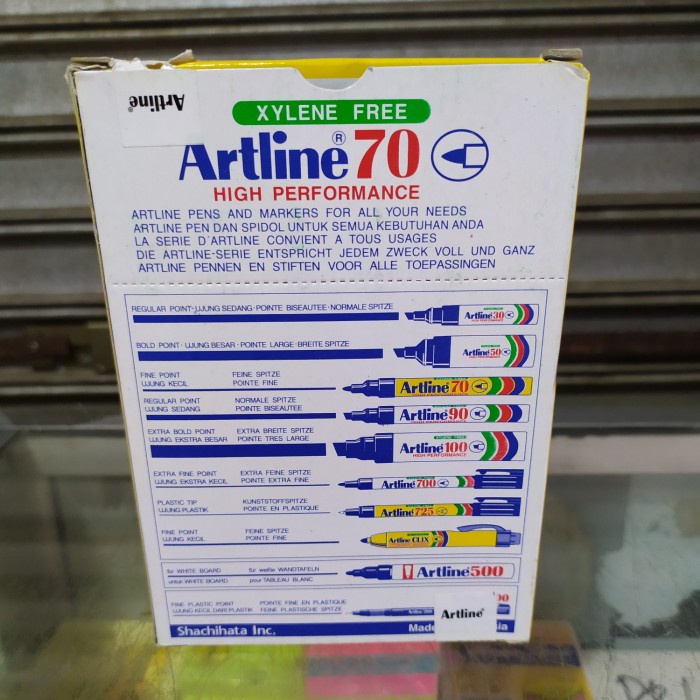 Artline®
XYLENE FREE
Artline® 70
HIGH PERFORMANCE
ARTLINE PENS AND MARKERS FOR ALL YOUR NEEDS
ARTLINE PEN DAN SPIDOL UNTUK SEMUA KEBUTUHAN ANDA
LA SERIE D'ARTLINE CONVIENT A TOUS USAGES
DIE ARTLINE-SERIE ENTSPRICHT JEDEM ZWECK VOLL UND GANZ
ARTLINE PENNEN EN STIFTEN VOOR ALLE TOEPASSINGEN
REGULAR POINT·UJUNG SEDANG·POINTE BISEAUTEE·NORMALE SPITZE
Artline 30
BOLD POINT·UJUNG BESAR·POINTE LARGE·BREITE SPITZE
Artline 50
FINE POINT FEINE SPITZE
UJUNG KECIL POINTE FINE
Artline 70
REGULAR POINT NORMALE SPITZE
UJUNG SEDANG POINTE BISEAUTEE
Artline 90
EXTRA BOLD POINT EXTRA BREITE SPITZE
UJUNG EKSTRA BESAR POINTE TRES LARGE
Artline 100
HIGH PERFORMANCE
EXTRA FINE POINT EXTRA FEINE SPITZE
UJUNG EKSTRA KECIL POINTE EXTRA FINE
Artline 700
PLASTIC TIP KUNSTSTOFFSPITZE
UJUNG PLASTIK POINTE EN PLASTIQUE
Artline 725
FINE POINT FEINE SPITZE
UJUNG KECIL POINTE FINE
Artline CLIX
for WHITE BOARD für weiße WANDTAFELN
untuk WHITE BOARD pour TABLEAU BLANC
Artline 500
FINE PLASTIC POINT POINTE FINE EN PLASTIQUE
UJUNG KECIL DARI PLASTIK FEINE PLASTISCHE SPITZE
Artline
Shachihata Inc. Made